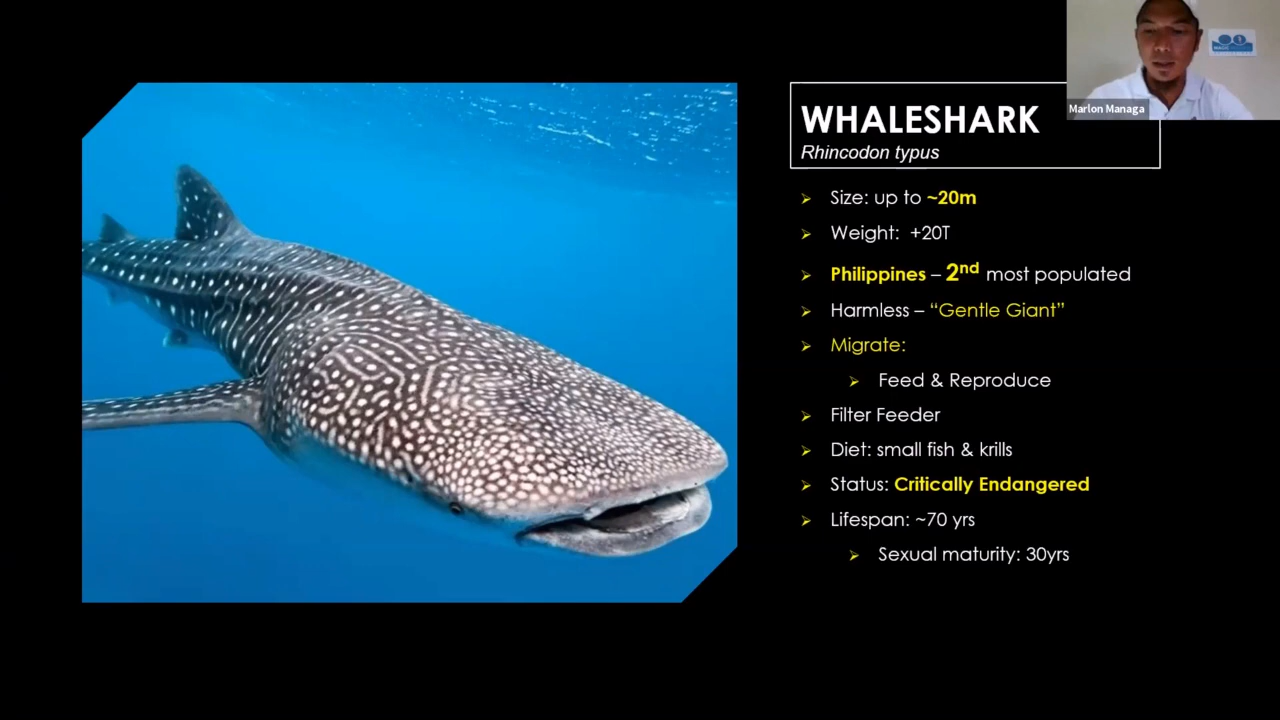 WHALESHARK
Rhincodon typus
Marlon Managa
Size: up to ~20m
Weight: +20T
Philippines – 2nd most populated
Harmless – “Gentle Giant”
Migrate:
Feed & Reproduce
Filter Feeder
Diet: small fish & krills
Status: Critically Endangered
Lifespan: ~70 yrs
Sexual maturity: 30yrs